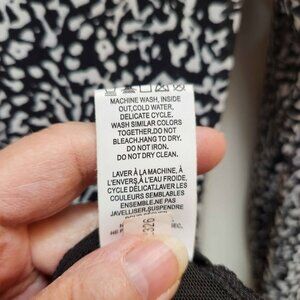 MACHINE WASH, INSIDE
OUT,COLD WATER,
DELICATE CYCLE.
WASH SIMILAR COLORS
TOGETHER.DO NOT
BLEACH.HANG TO DRY.
DO NOT IRON.
DO NOT DRY CLEAN.
LAVER À LA MACHINE, À
L'ENVERS,À L'EAU FROIDE,
CYCLE DÉLICAT.LAVER LES
COULEURS SEMBLABLES
ENSEMBLE.NE PAS
JAVELLISER.SUSPENDRE